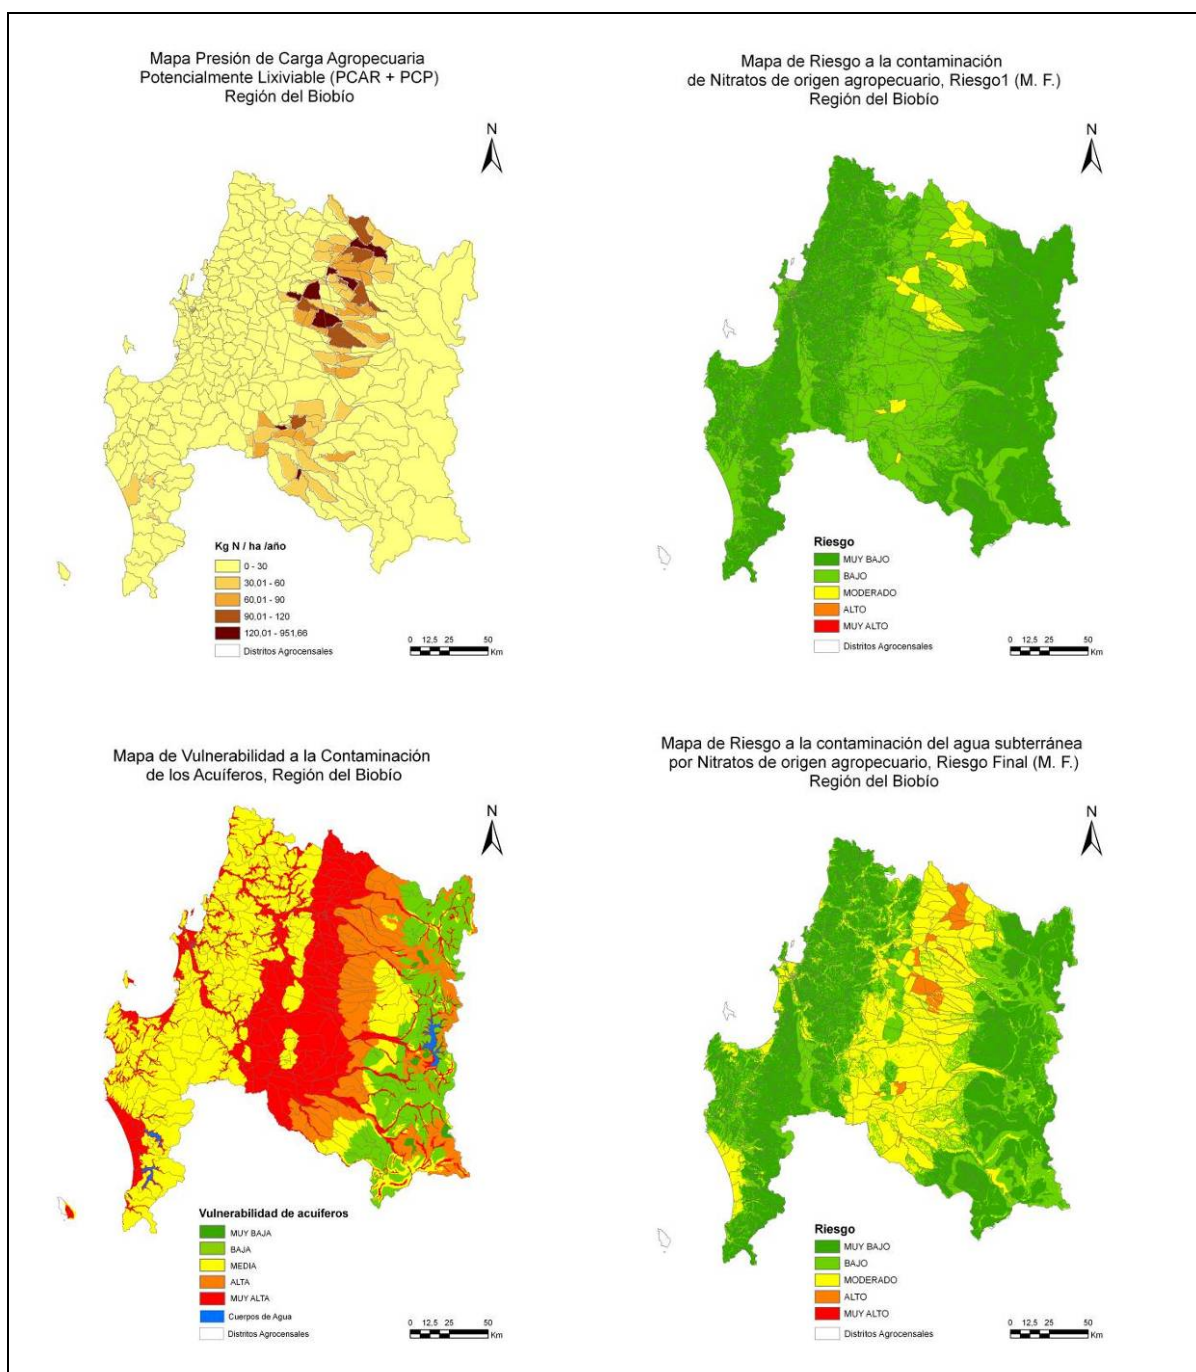 Mapa Presión de Carga Agropecuaria
Potencialmente Lixiviable (PCAR + PCP)
Región del Biobío
N
Kg N / ha /año
0 - 30
30,01 - 60
60,01 - 90
90,01 - 120
120,01 - 951,66
Distritos Agrocensales
0 12,5 25 50
Km
Mapa de Riesgo a la contaminación
de Nitratos de origen agropecuario, Riesgo1 (M. F.)
Región del Biobío
N
Riesgo
MUY BAJO
BAJO
MODERADO
ALTO
MUY ALTO
Distritos Agrocensales
0 12,5 25 50
Km
Mapa de Vulnerabilidad a la Contaminación
de los Acuíferos, Región del Biobío
N
Vulnerabilidad de acuíferos
MUY BAJA
BAJA
MEDIA
ALTA
MUY ALTA
Cuerpos de Agua
Distritos Agrocensales
0 12,5 25 50
Km
Mapa de Riesgo a la contaminación del agua subterránea
por Nitratos de origen agropecuario, Riesgo Final (M. F.)
Región del Biobío
N
Riesgo
MUY BAJO
BAJO
MODERADO
ALTO
MUY ALTO
Distritos Agrocensales
0 12,5 25 50
Km